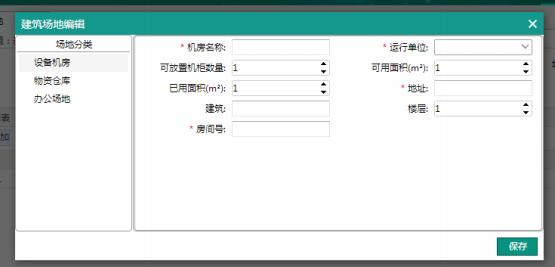 建筑场地编辑
场地分类
设备机房
物资仓库
办公场地
* 机房名称:
* 运行单位:
可放置机柜数量: 1
可用面积(m²): 1
已用面积(m²): 1
* 地址:
建筑:
楼层: 1
* 房间号:
保存
表
加